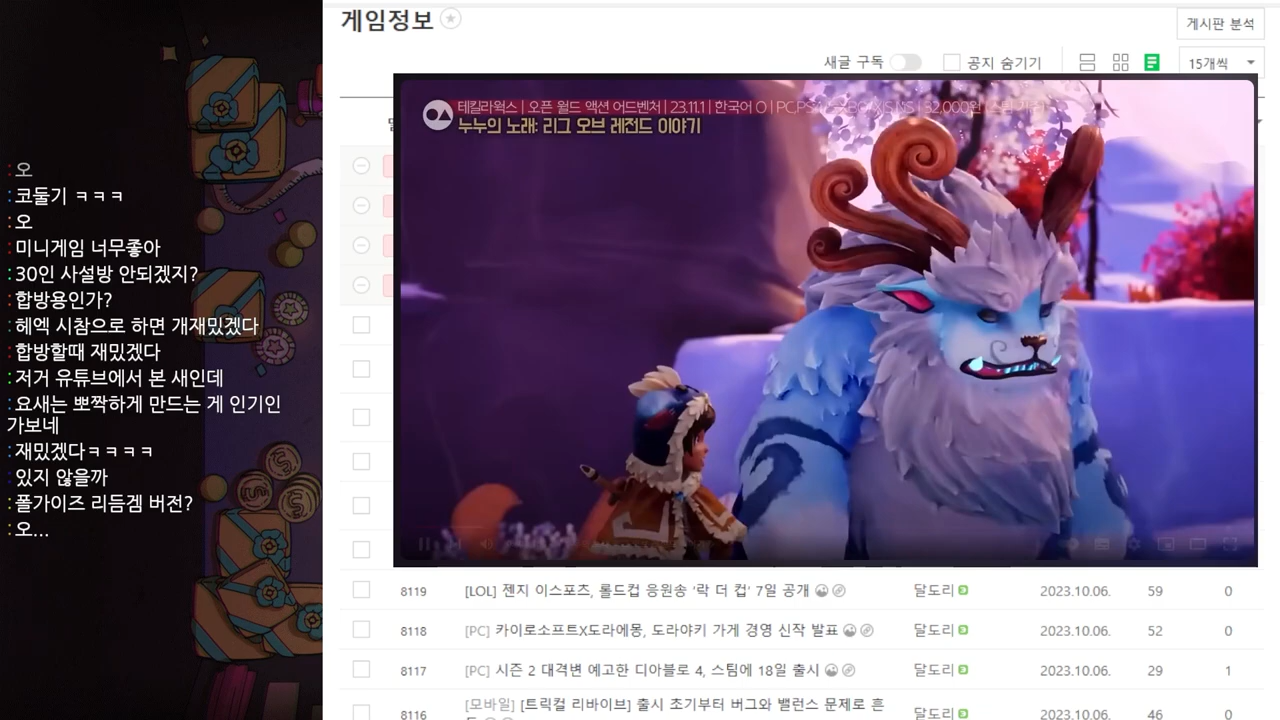 오
코둘기 ㅋㅋㅋ
오
미니게임 너무좋아
30인 사설방 안되겠지?
합방용인가?
헤엑 시참으로 하면 개재밌겠다
합방할때 재밌겠다
저거 유튜브에서 본 새인데
요새는 뽀짝하게 만드는 게 인기인
가보네
재밌겠다ㅋㅋㅋㅋ
있지 않을까
폴가이즈 리듬겜 버전?
오...
게임정보
게시판 분석
새글 구독
공지 숨기기
15개씩
테킬라웍스 | 오픈 월드 액션 어드벤처 | 23.11.1 | 한국어 O |
누누의 노래: 리그 오브 레전드 이야기
8119 [LOL] 젠지 이스포츠, 롤드컵 응원송 '락 더 컵' 7일 공개 달도리 2023.10.06. 59 0
8118 [PC] 카이로소프트X도라에몽, 도라야키 가게 경영 신작 발표 달도리 2023.10.06. 52 0
8117 [PC] 시즌 2 대격변 예고한 디아블로 4, 스팀에 18일 출시 달도리 2023.10.06. 29 1
8116 [모바일] [트릭컬 리바이브] 출시 초기부터 버그와 밸런스 문제로 흔 달도리 2023.10.06. 46 0